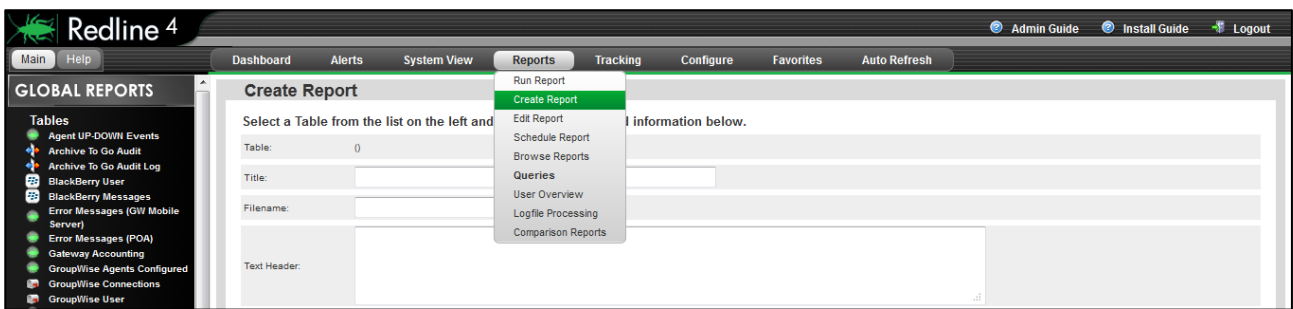 Redline 4
Admin Guide Install Guide Logout
Main Help Dashboard Alerts System View Reports Tracking Configure Favorites Auto Refresh
GLOBAL REPORTS
Tables
Agent UP-DOWN Events
Archive To Go Audit
Archive To Go Audit Log
BlackBerry User
BlackBerry Messages
Error Messages (GW Mobile
Server)
Error Messages (POA)
Gateway Accounting
GroupWise Agents Configured
GroupWise Connections
GroupWise User
Run Report
Create Report
Edit Report
Schedule Report
Browse Reports
Queries
User Overview
Logfile Processing
Comparison Reports
Create Report
Select a Table from the list on the left and information below.
Table: ()
Title:
Filename:
Text Header: